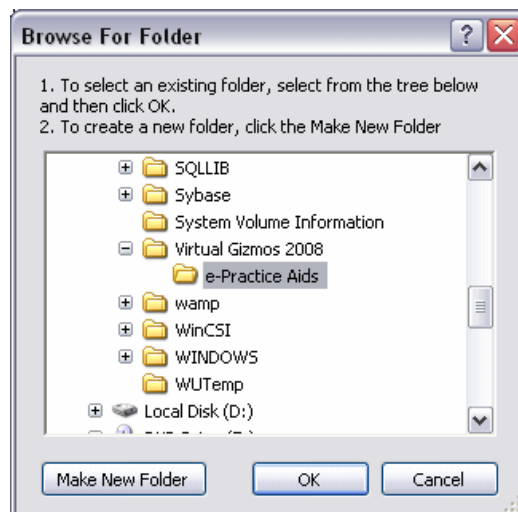 Browse For Folder
1. To select an existing folder, select from the tree below
and then click OK.
2. To create a new folder, click the Make New Folder
SQLLIB
Sybase
System Volume Information
Virtual Gizmos 2008
e-Practice Aids
wamp
WinCSI
WINDOWS
WUTemp
Local Disk (D:)
Make New Folder
OK
Cancel